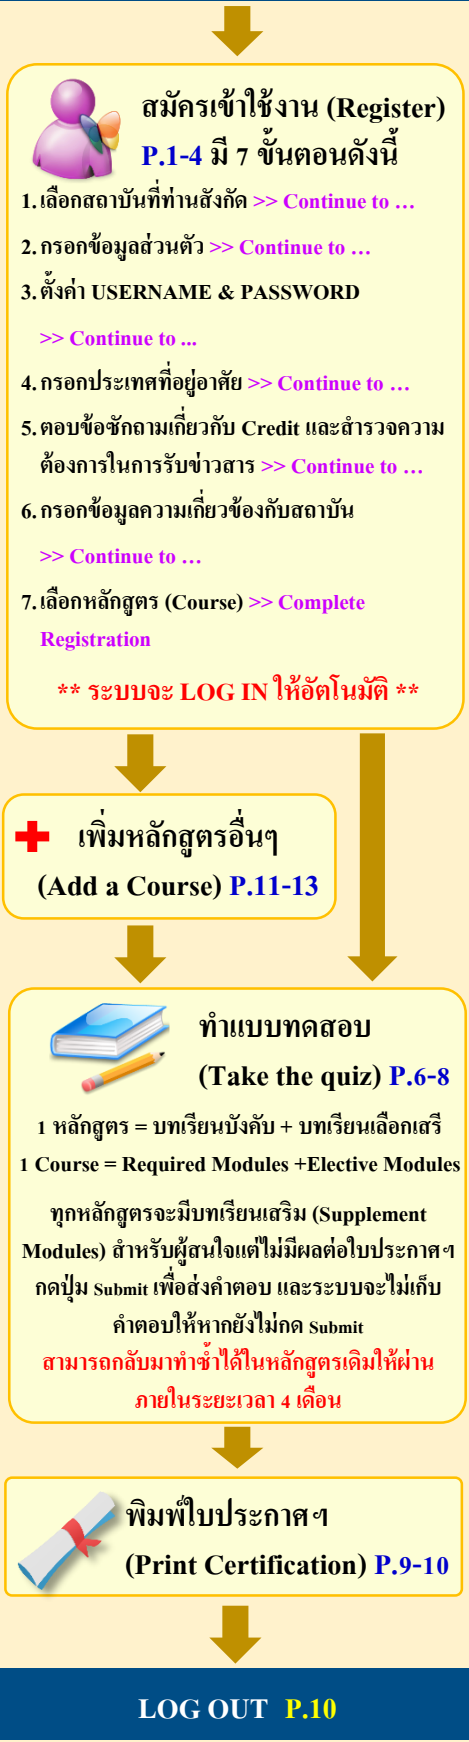 สมัครเข้าใช้งาน (Register)
P.1-4 มี 7 ขั้นตอนดังนี้
1. เลือกสถาบันที่ท่านสังกัด >> Continue to …
2. กรอกข้อมูลส่วนตัว >> Continue to …
3. ตั้งค่า USERNAME & PASSWORD
>> Continue to ...
4. กรอกประเทศที่อยู่อาศัย >> Continue to …
5. ตอบข้อซักถามเกี่ยวกับ Credit และสำรวจความ
ต้องการในการรับข่าวสาร >> Continue to …
6. กรอกข้อมูลความเกี่ยวข้องกับสถาบัน
>> Continue to …
7. เลือกหลักสูตร (Course) >> Complete
Registration
** ระบบจะ LOG IN ให้อัตโนมัติ **
เพิ่มหลักสูตรอื่นๆ
(Add a Course) P.11-13
ทำแบบทดสอบ
(Take the quiz) P.6-8
1 หลักสูตร = บทเรียนบังคับ + บทเรียนเลือกเสรี
1 Course = Required Modules +Elective Modules
ทุกหลักสูตรจะมีบทเรียนเสริม (Supplement
Modules) สำหรับผู้สนใจแต่ไม่มีผลต่อใบประกาศฯ
กดปุ่ม Submit เพื่อส่งคำตอบ และระบบจะไม่เก็บ
คำตอบให้หากยังไม่กด Submit
สามารถกลับมาทำซ้ำได้ในหลักสูตรเดิมให้ผ่าน
ภายในระยะเวลา 4 เดือน
พิมพ์ใบประกาศฯ
(Print Certification) P.9-10
LOG OUT P.10